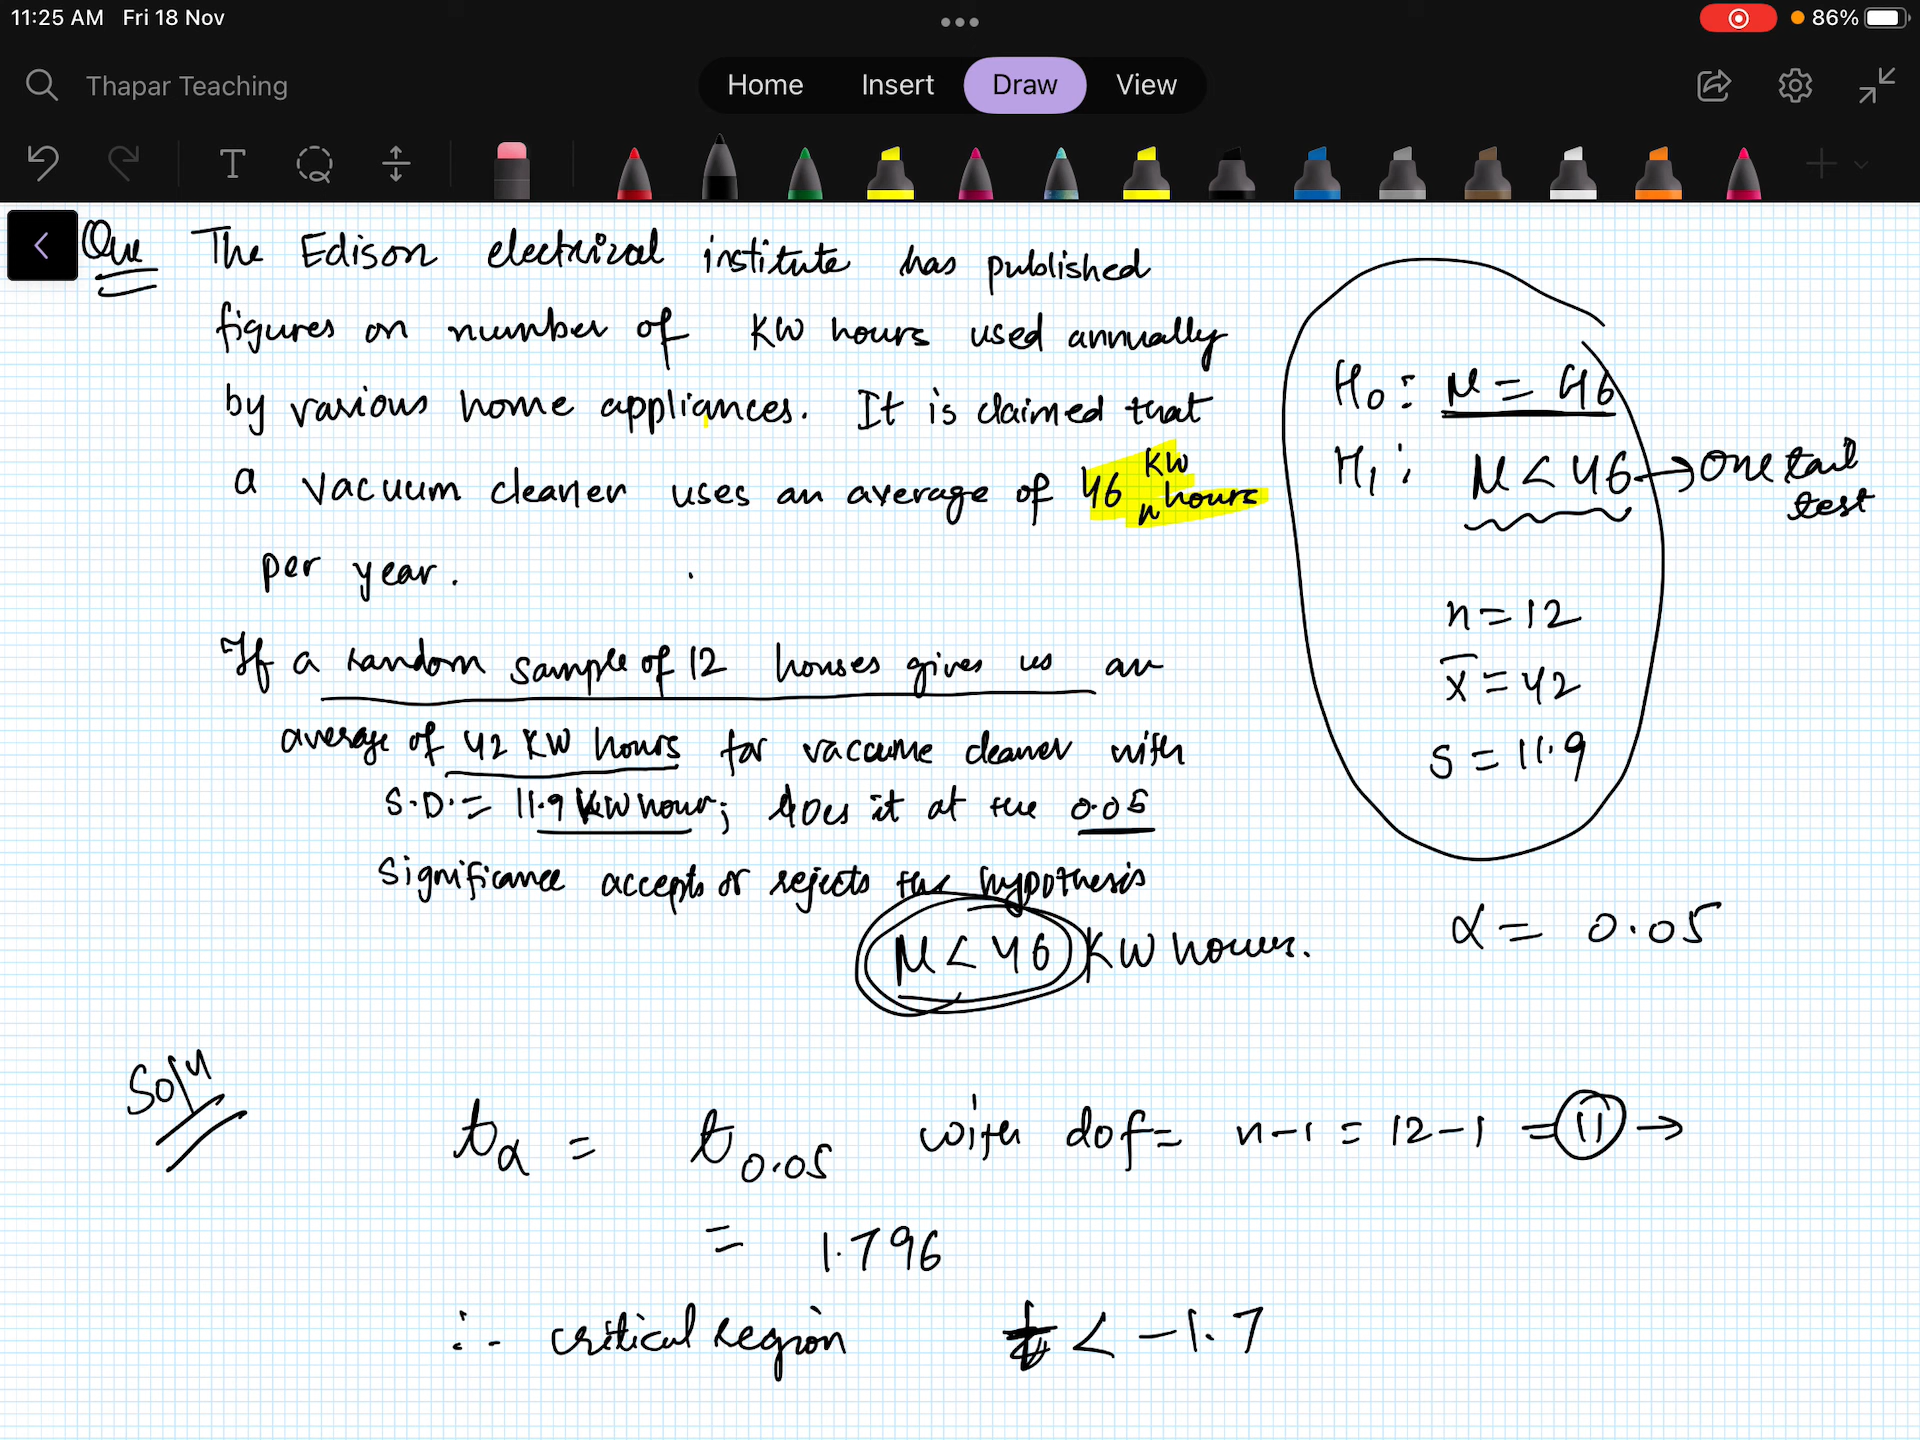 11:25 AM Fri 18 Nov
86%
Thapar Teaching
Home Insert Draw View
T
Que The Edison electrical institute has published
figures on number of KW hours used annually
by various home appliances. It is claimed that
a vacuum cleaner uses an average of 46 KW hours
per year.
If a random sample of 12 houses gives us an
average of 42 KW hours for vaccume cleaner with
S.D. = 11.9 KW hour; does it at the 0.05
Significance accepts or rejects the hypothesis
μ < 46 KW hours.
H0: μ = 46
H1: μ < 46 → One tail
test
n = 12
x̄ = 42
s = 11.9
α = 0.05
Soln
tα = t0.05 with dof = n-1 = 12-1 = 11 →
= 1.796
∴ critical region t < -1.7